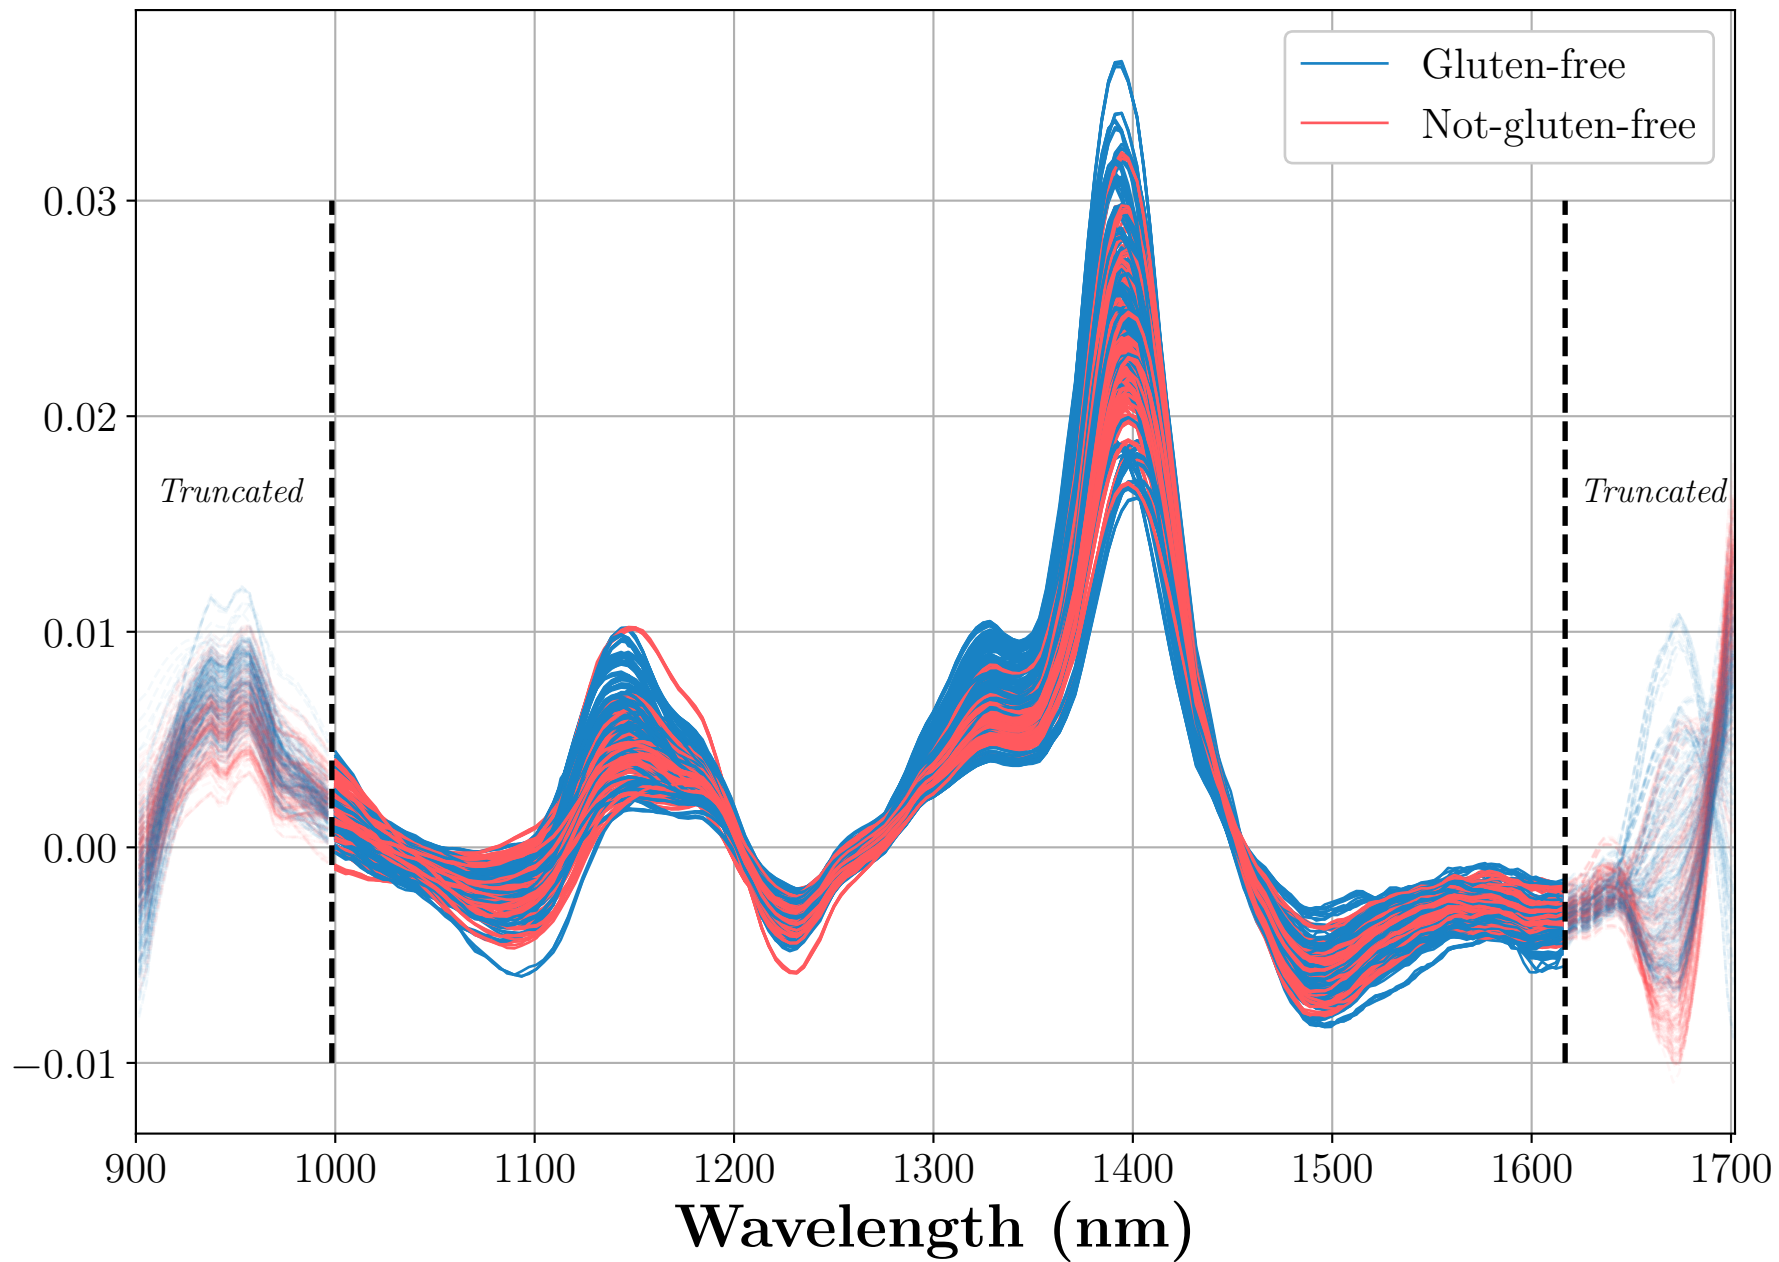 Gluten-free
Not-gluten-free
0.03
0.02
Truncated
Truncated
0.01
0.00
−0.01
900 1000 1100 1200 1300 1400 1500 1600 1700
Wavelength (nm)